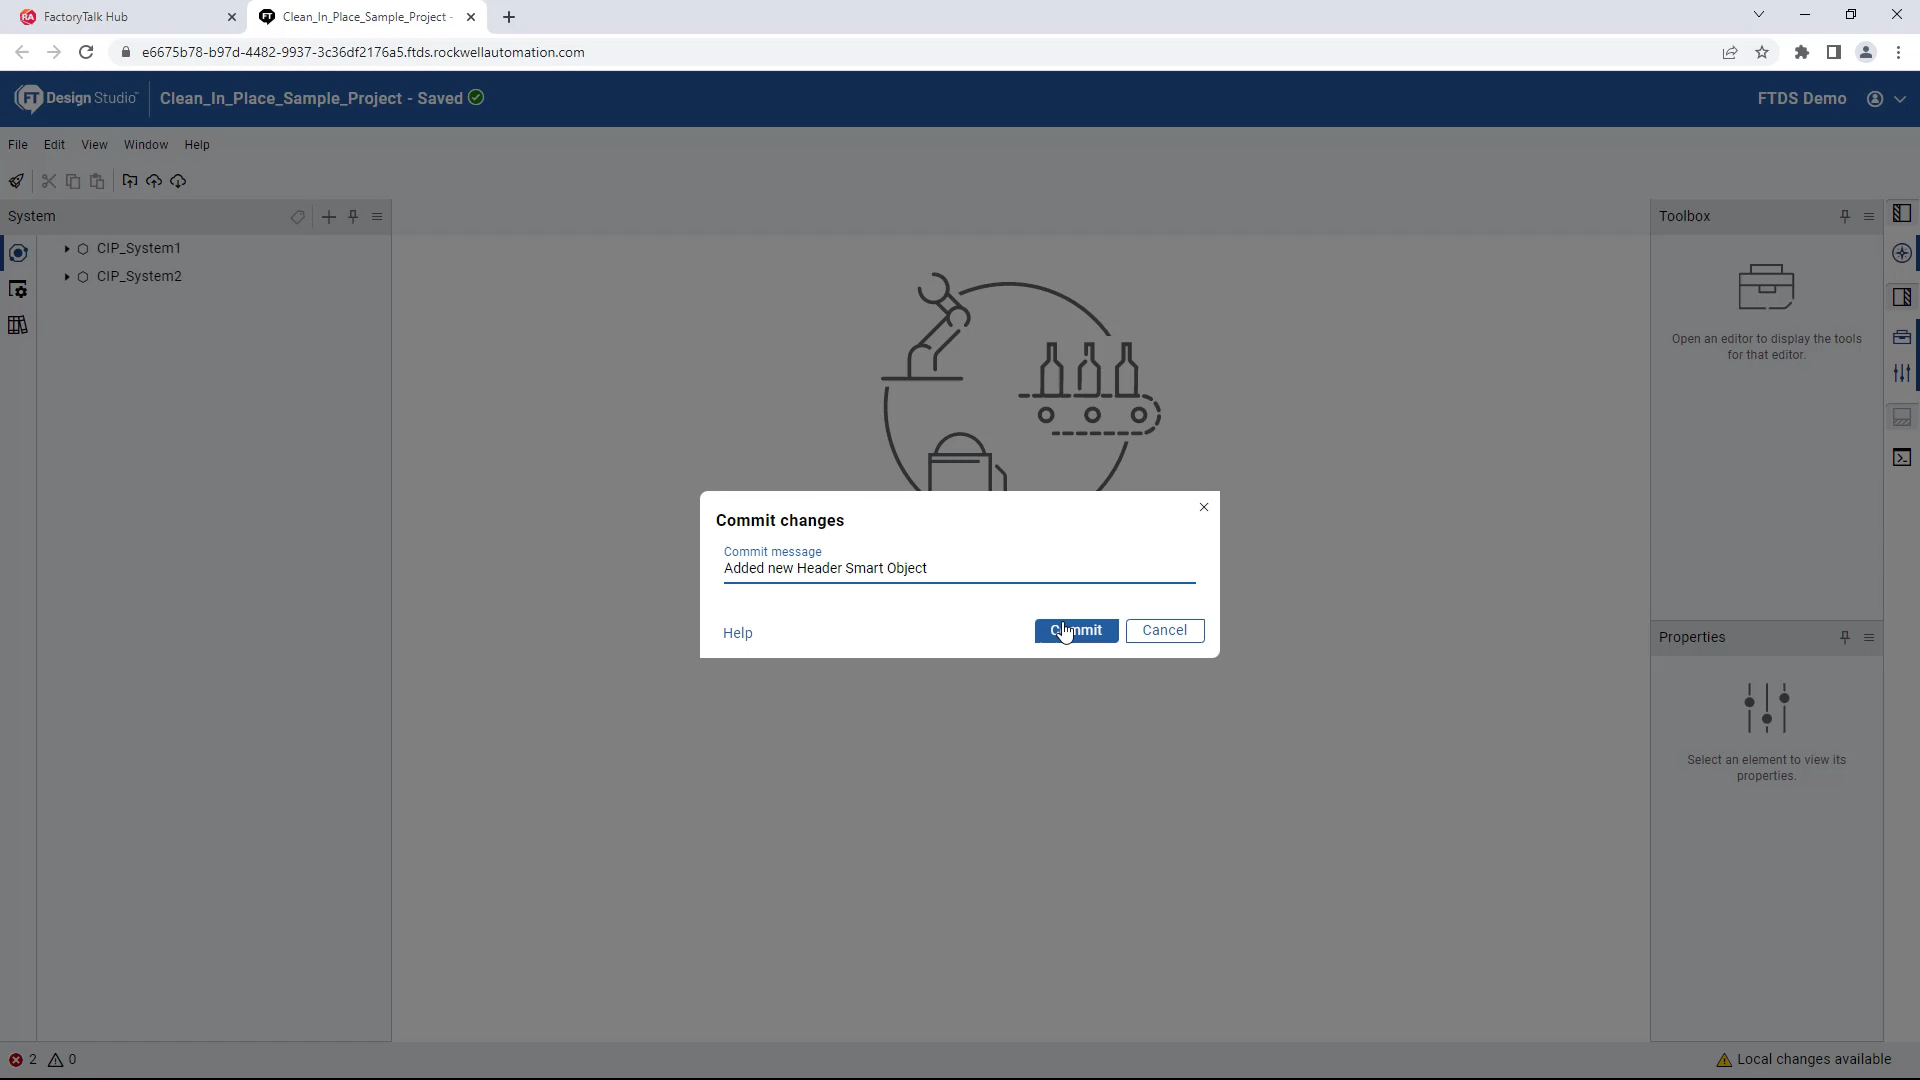 FactoryTalk Hub
Clean_In_Place_Sample_Project -
e6675b78-b97d-4482-9937-3c36df2176a5.ftds.rockwellautomation.com
FT DesignStudio™
Clean_In_Place_Sample_Project - Saved
FTDS Demo
File Edit View Window Help
System
CIP_System1
CIP_System2
Toolbox
Open an editor to display the tools
for that editor.
Commit changes
Commit message
Added new Header Smart Object
Help
Commit
Cancel
Properties
Select an element to view its
properties.
2 0
Local changes available